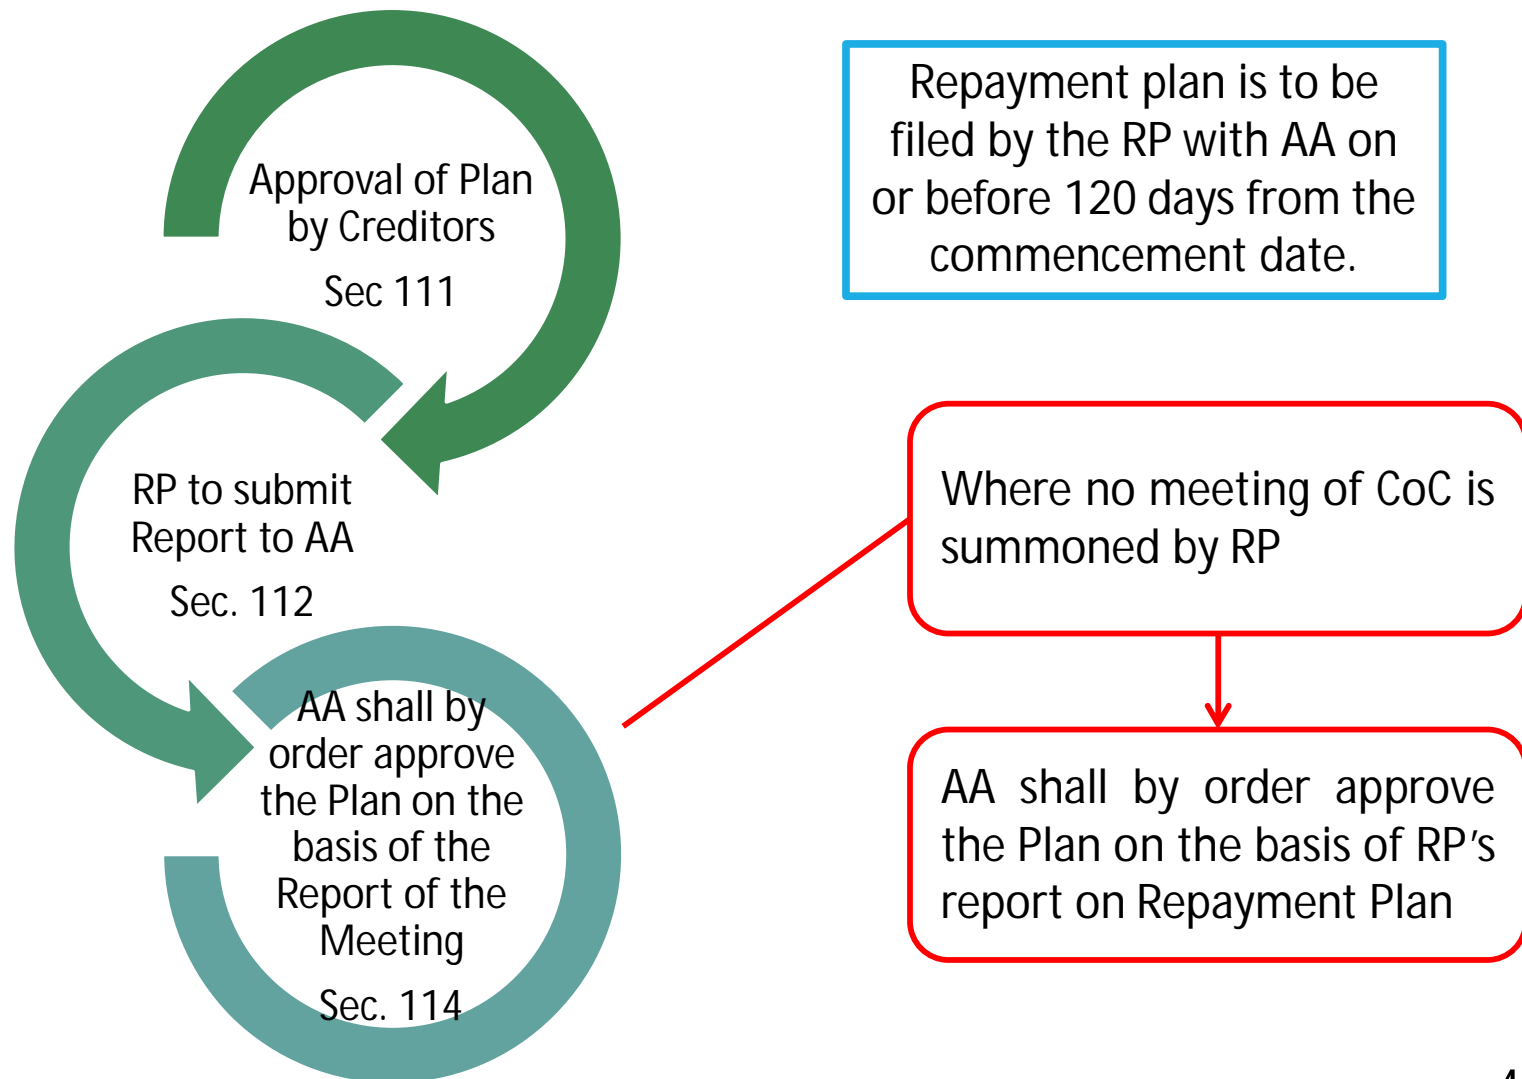 Approval of Plan
by Creditors
Sec 111
RP to submit
Report to AA
Sec. 112
AA shall by
order approve
the Plan on the
basis of the
Report of the
Meeting
Sec. 114
Repayment plan is to be
filed by the RP with AA on
or before 120 days from the
commencement date.
Where no meeting of CoC is
summoned by RP
AA shall by order approve
the Plan on the basis of RP’s
report on Repayment Plan